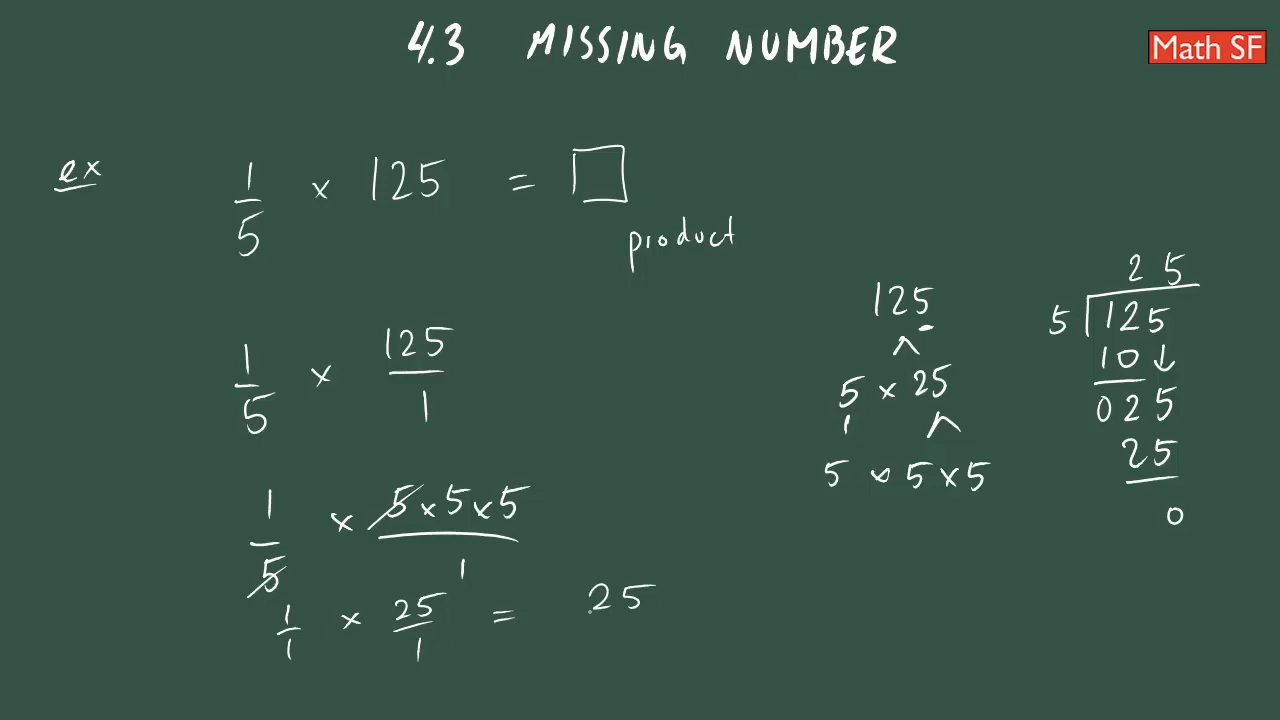 4.3 MISSING NUMBER
Math SF
ex
1/5 × 125 = □
product
1/5 × 125/1
1/5 × 5×5×5/1
1/1 × 25/1 = 25
125
5 × 25
5 × 5 × 5
25
5 125
10 ↓
025
25
0